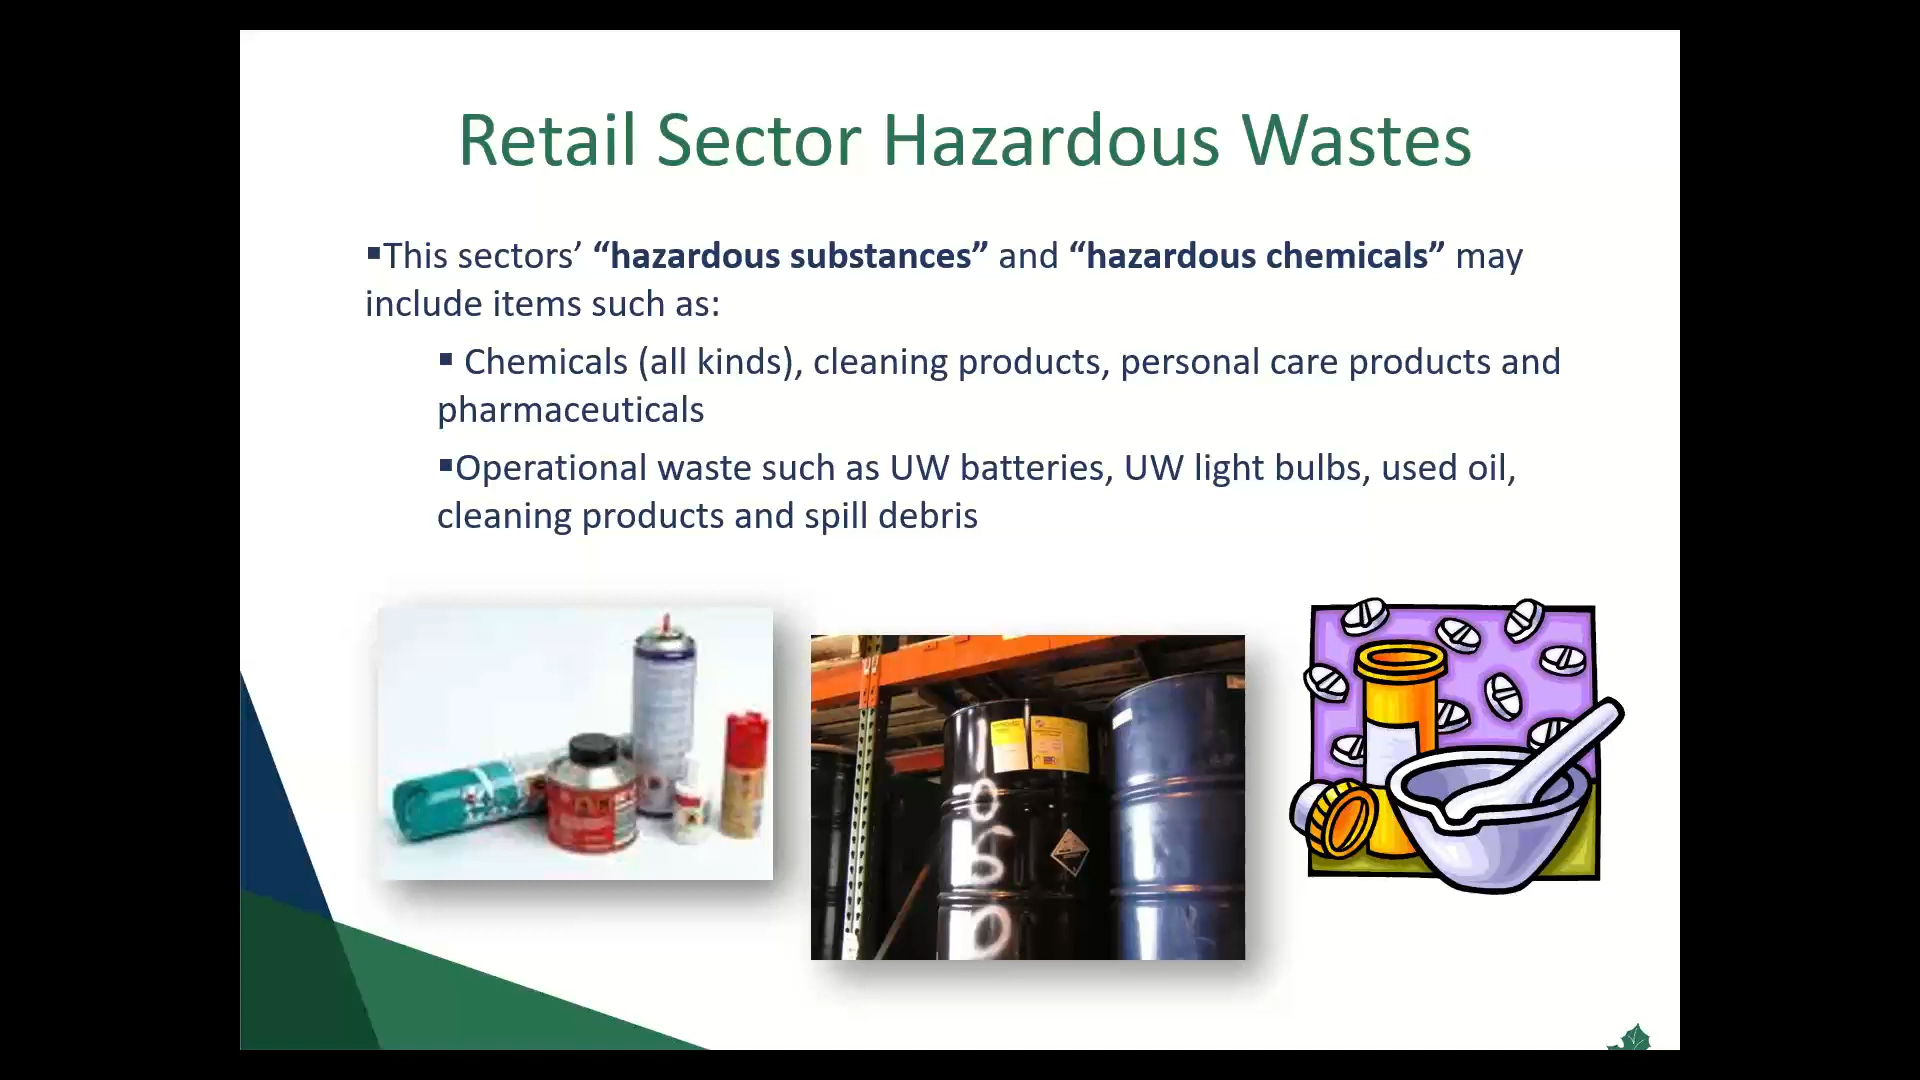 Retail Sector Hazardous Wastes
▪This sectors’ “hazardous substances” and “hazardous chemicals” may
include items such as:
▪ Chemicals (all kinds), cleaning products, personal care products and
pharmaceuticals
▪Operational waste such as UW batteries, UW light bulbs, used oil,
cleaning products and spill debris